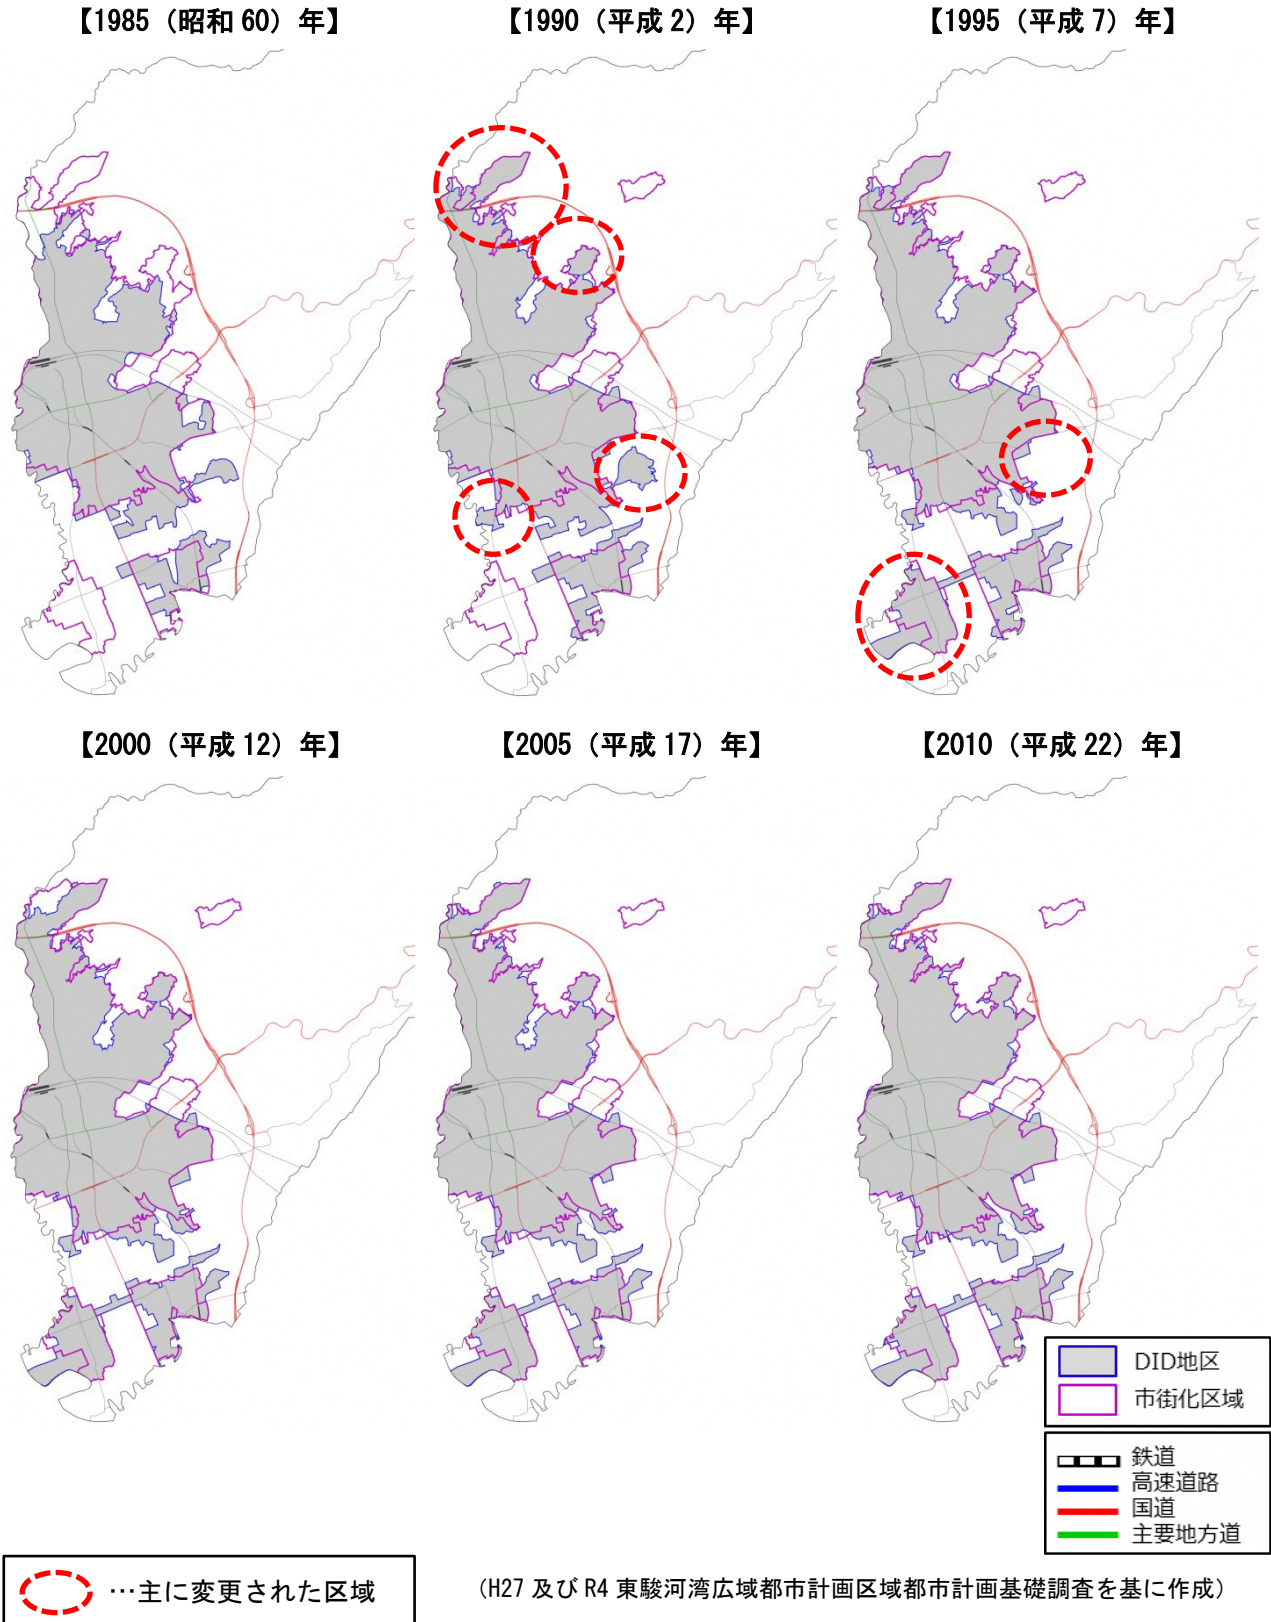 【1985（昭和 60）年】
【1990（平成 2）年】
【1995（平成 7）年】
【2000（平成 12）年】
【2005（平成 17）年】
【2010（平成 22）年】
DID地区
市街化区域
鉄道
高速道路
国道
主要地方道
…主に変更された区域
（H27 及び R4 東駿河湾広域都市計画区域都市計画基礎調査を基に作成）